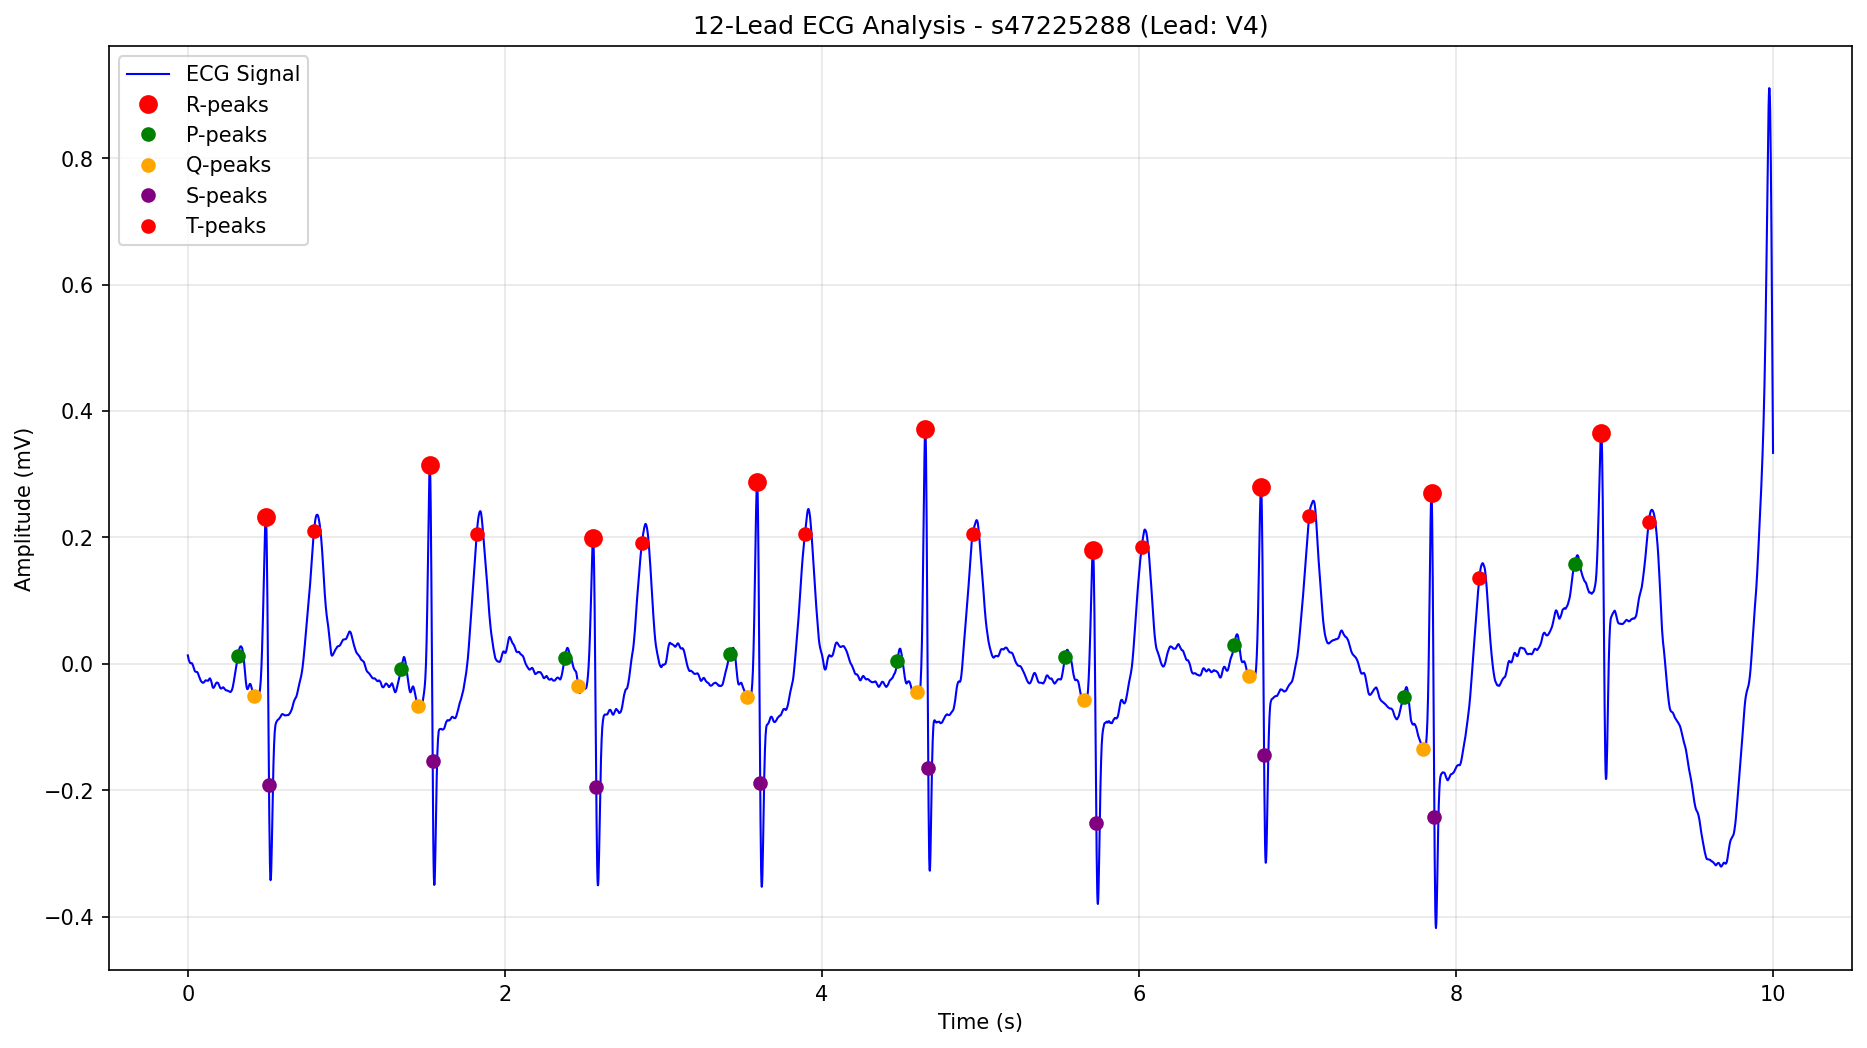 12-Lead ECG Analysis - s47225288 (Lead: V4)
ECG Signal
R-peaks
P-peaks
Q-peaks
S-peaks
T-peaks
Amplitude (mV)
0.8
0.6
0.4
0.2
0.0
−0.2
−0.4
0 2 4 6 8 10
Time (s)